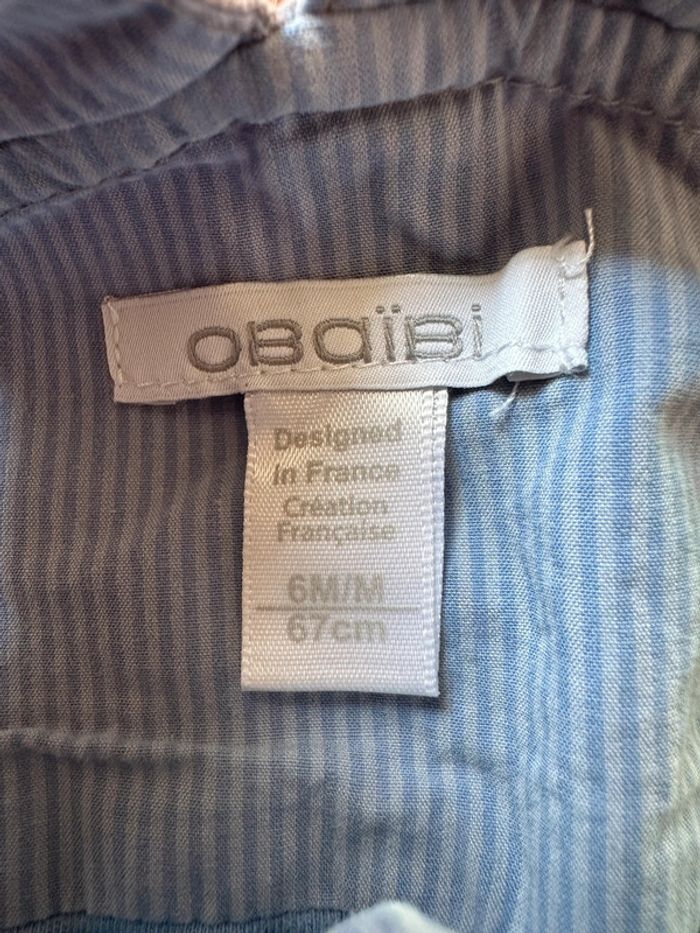 OBaïBi
Designed
in France
Création
Française
6M/M
67cm